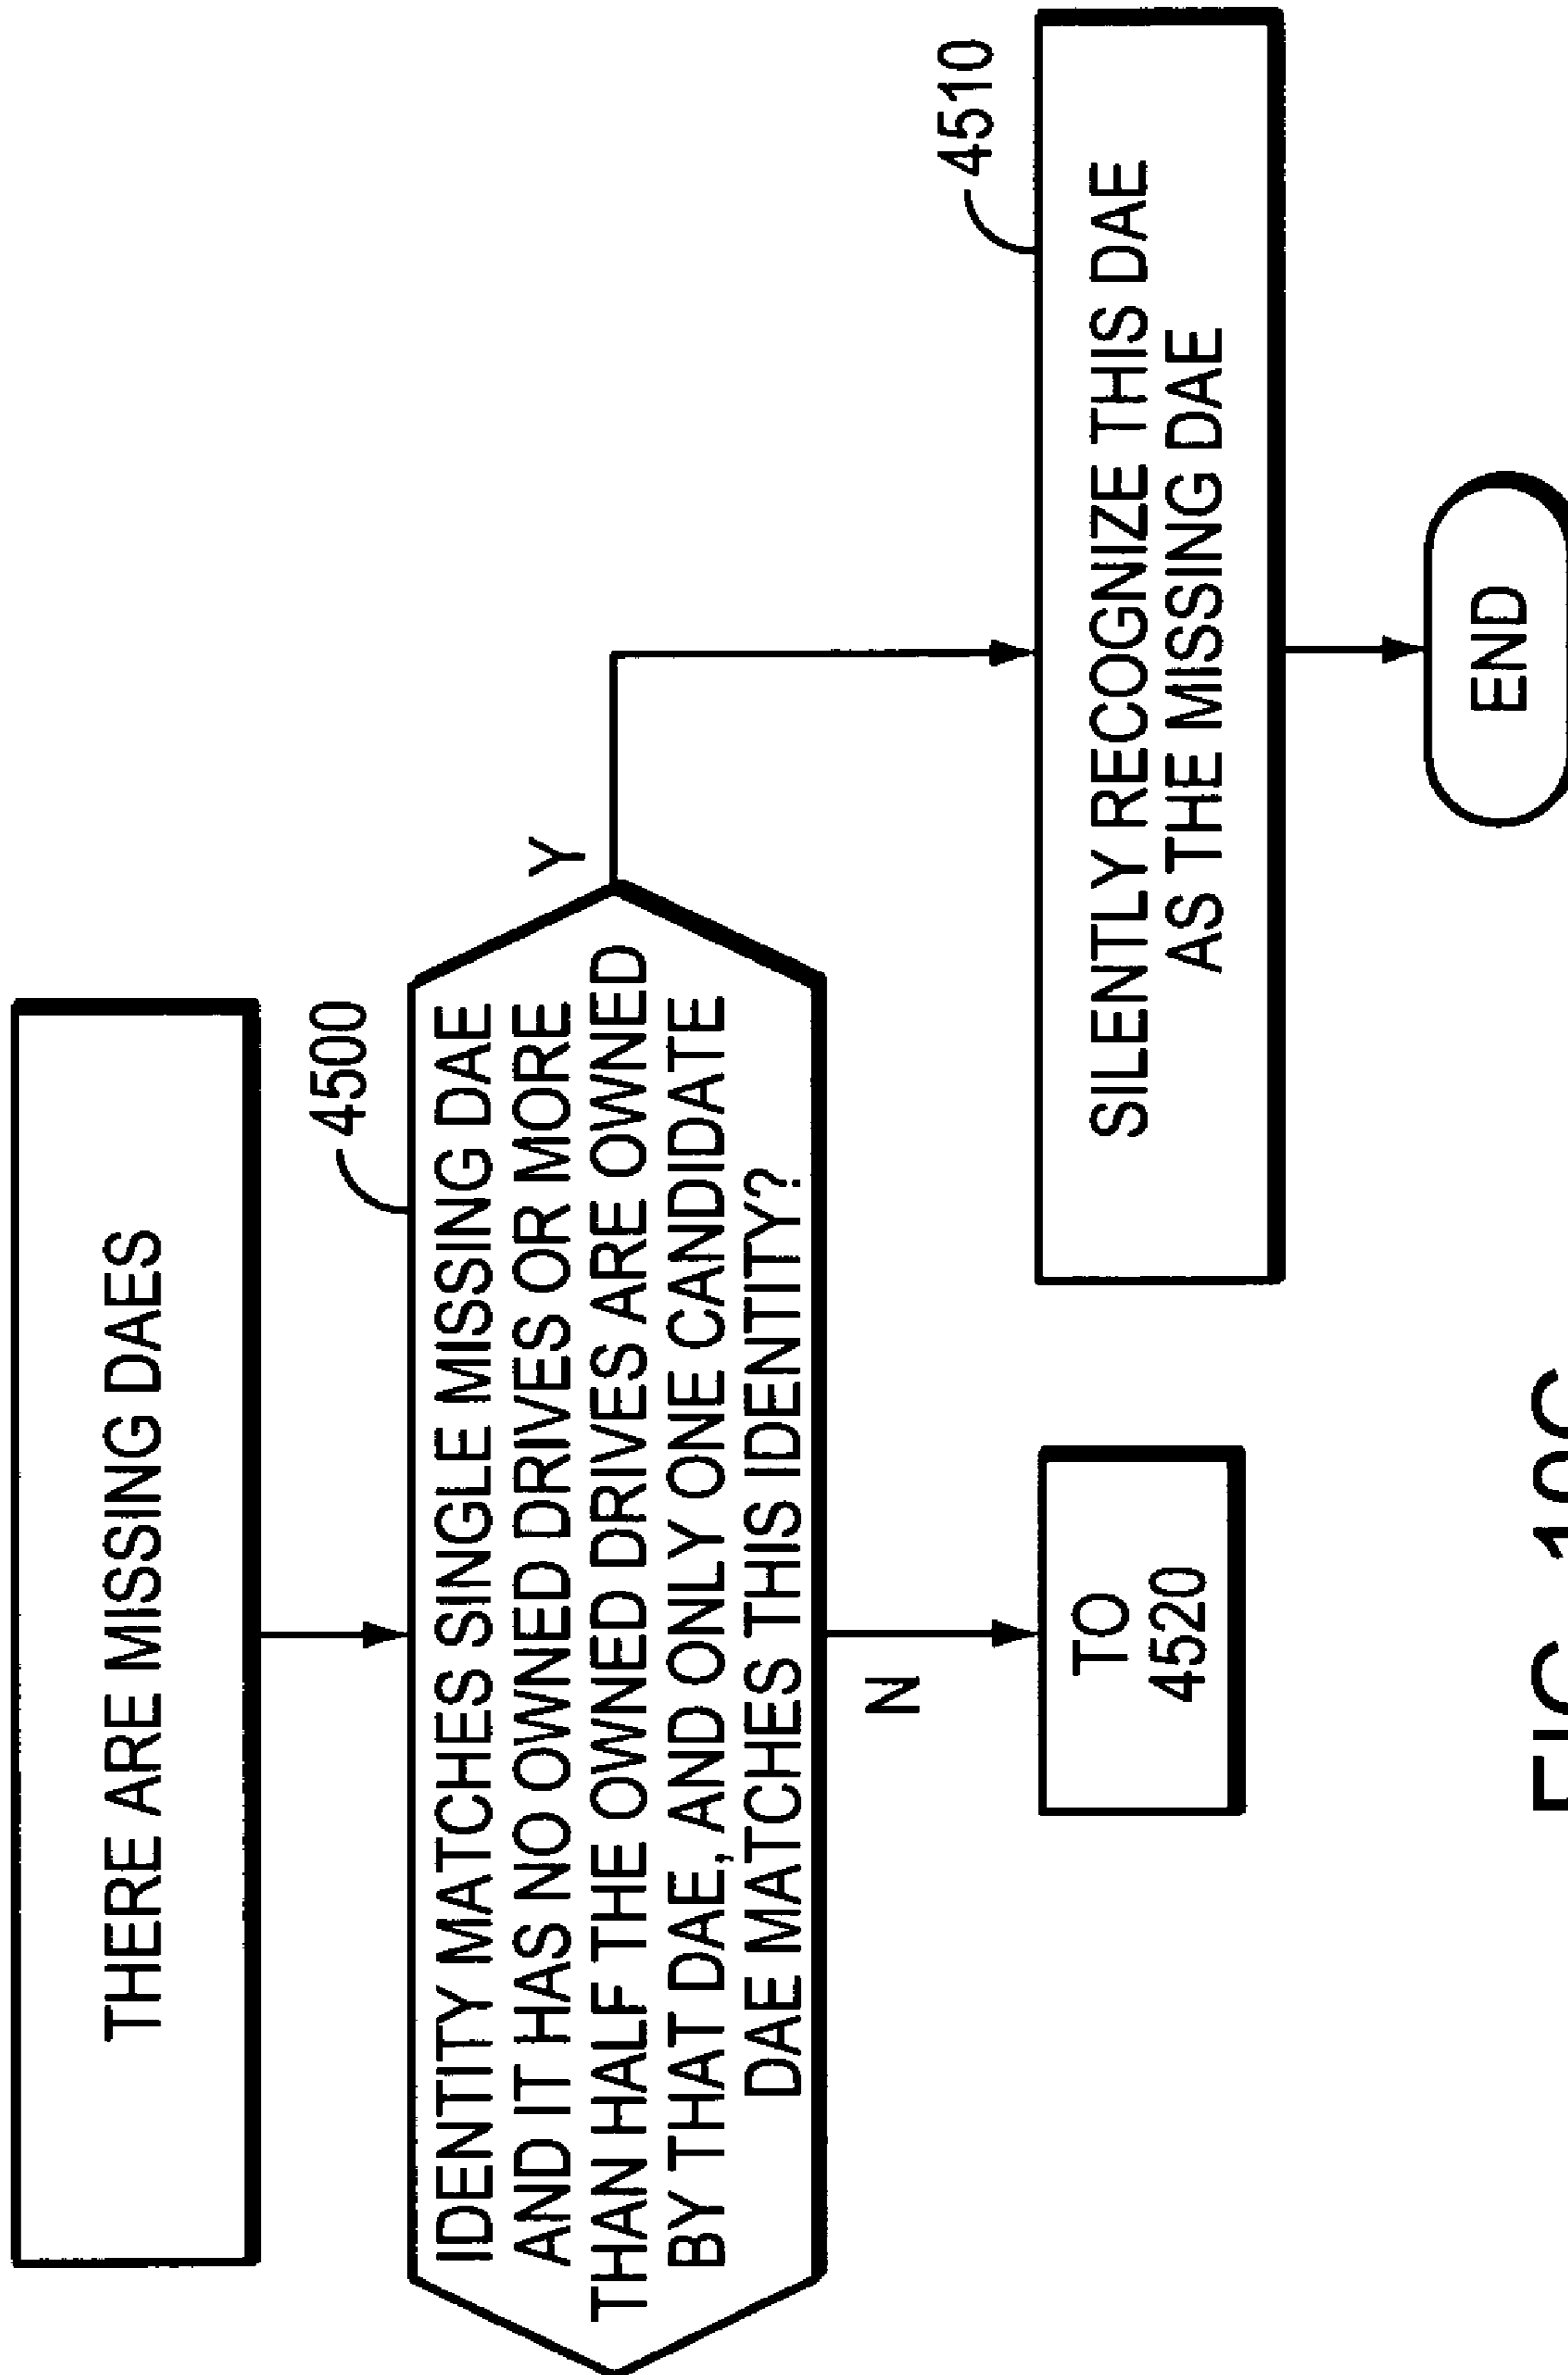 THERE ARE MISSING DAES
4500
IDENTITY MATCHES SINGLE MISSING DAE
AND IT HAS NO OWNED DRIVES OR MORE
THAN HALF THE OWNED DRIVES ARE OWNED
BY THAT DAE, AND ONLY ONE CANDIDATE
DAE MATCHES THIS IDENTITY?
Y
N
4510
SILENTLY RECOGNIZE THIS DAE
AS THE MISSING DAE
TO
4520
END